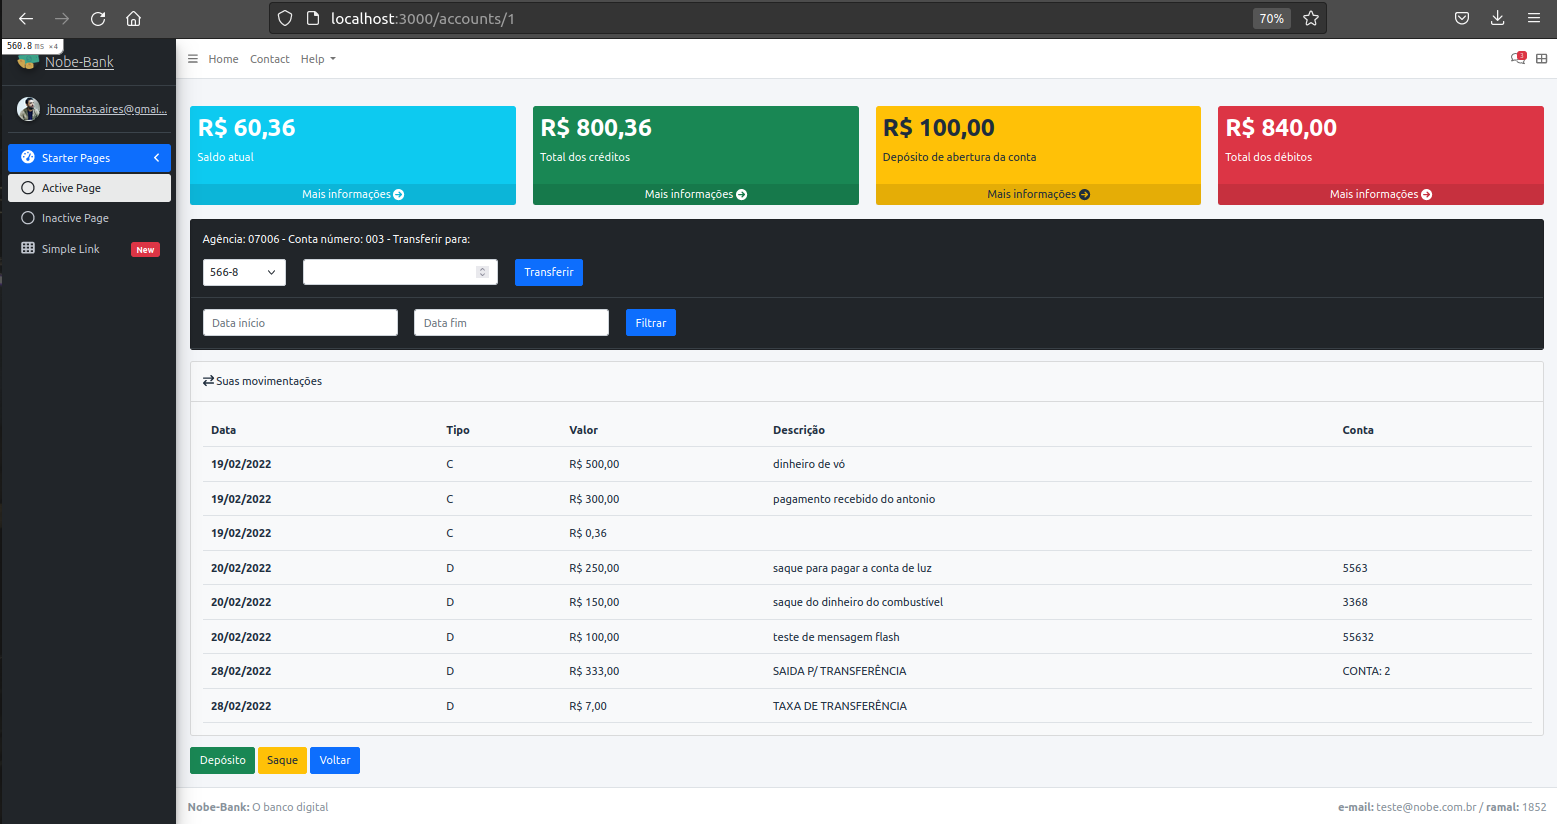 localhost:3000/accounts/1
70%
560.8 ms ×4
Nobe-Bank
jhonnatas.aires@gmai...
Starter Pages
Active Page
Inactive Page
Simple Link New
Home Contact Help
3
R$ 60,36
Saldo atual
Mais informações
R$ 800,36
Total dos créditos
Mais informações
R$ 100,00
Depósito de abertura da conta
Mais informações
R$ 840,00
Total dos débitos
Mais informações
Agência: 07006 - Conta número: 003 - Transferir para:
566-8 Transferir
Data início Data fim Filtrar
Suas movimentações
Data Tipo Valor Descrição Conta
19/02/2022 C R$ 500,00 dinheiro de vó
19/02/2022 C R$ 300,00 pagamento recebido do antonio
19/02/2022 C R$ 0,36
20/02/2022 D R$ 250,00 saque para pagar a conta de luz 5563
20/02/2022 D R$ 150,00 saque do dinheiro do combustível 3368
20/02/2022 D R$ 100,00 teste de mensagem flash 55632
28/02/2022 D R$ 333,00 SAIDA P/ TRANSFERÊNCIA CONTA: 2
28/02/2022 D R$ 7,00 TAXA DE TRANSFERÊNCIA
Depósito Saque Voltar
Nobe-Bank: O banco digital
e-mail: teste@nobe.com.br / ramal: 1852